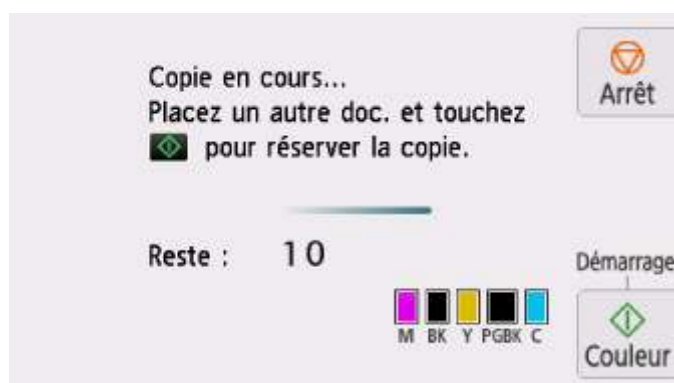 Copie en cours...
Placez un autre doc. et touchez
pour réserver la copie.
Arrêt
Reste : 10
Démarrage
M BK Y PGBK C
Couleur